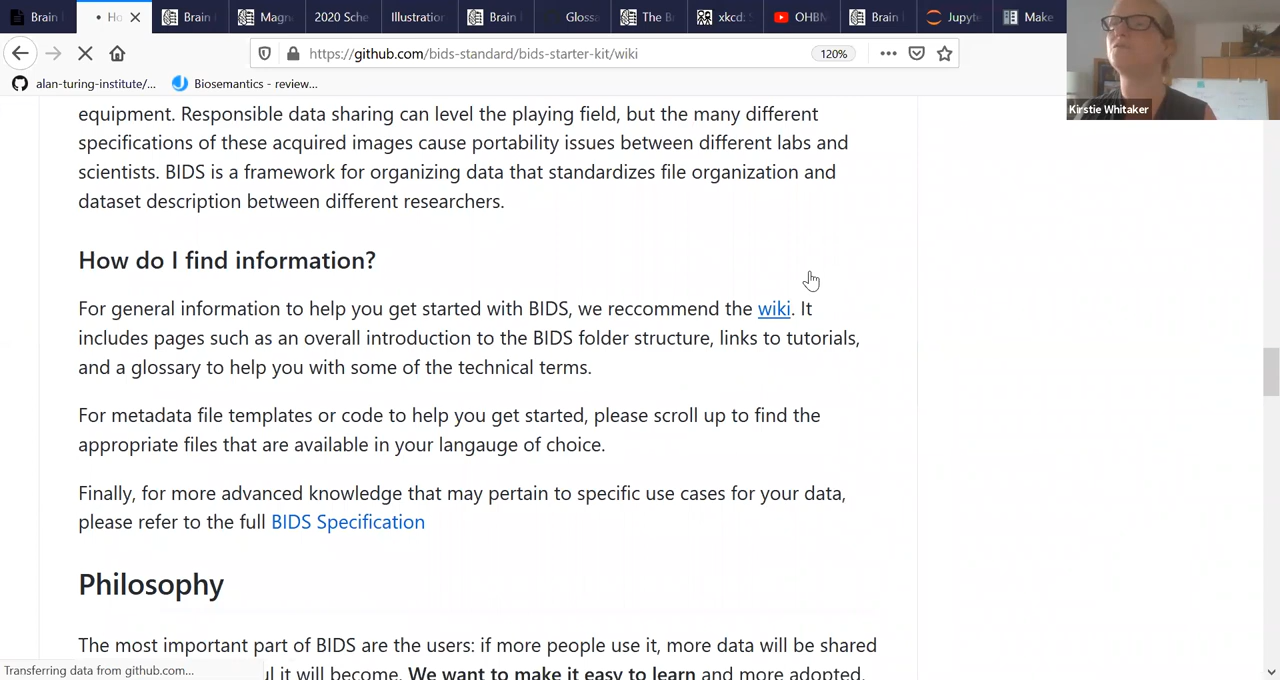 Brain
Ho
Brain
Magne
2020 Sche
Illustration
Brain
Glossa
The Br
xkcd:
OHBM
Brain
Jupyte
Make
https://github.com/bids-standard/bids-starter-kit/wiki
120%
alan-turing-institute/...
Biosemantics - review...
Kirstie Whitaker
equipment. Responsible data sharing can level the playing field, but the many different
specifications of these acquired images cause portability issues between different labs and
scientists. BIDS is a framework for organizing data that standardizes file organization and
dataset description between different researchers.
How do I find information?
For general information to help you get started with BIDS, we reccommend the wiki. It
includes pages such as an overall introduction to the BIDS folder structure, links to tutorials,
and a glossary to help you with some of the technical terms.
For metadata file templates or code to help you get started, please scroll up to find the
appropriate files that are available in your langauge of choice.
Finally, for more advanced knowledge that may pertain to specific use cases for your data,
please refer to the full BIDS Specification
Philosophy
The most important part of BIDS are the users: if more people use it, more data will be shared
it will become. We want to make it easy to learn and more adopted.
Transferring data from github.com...